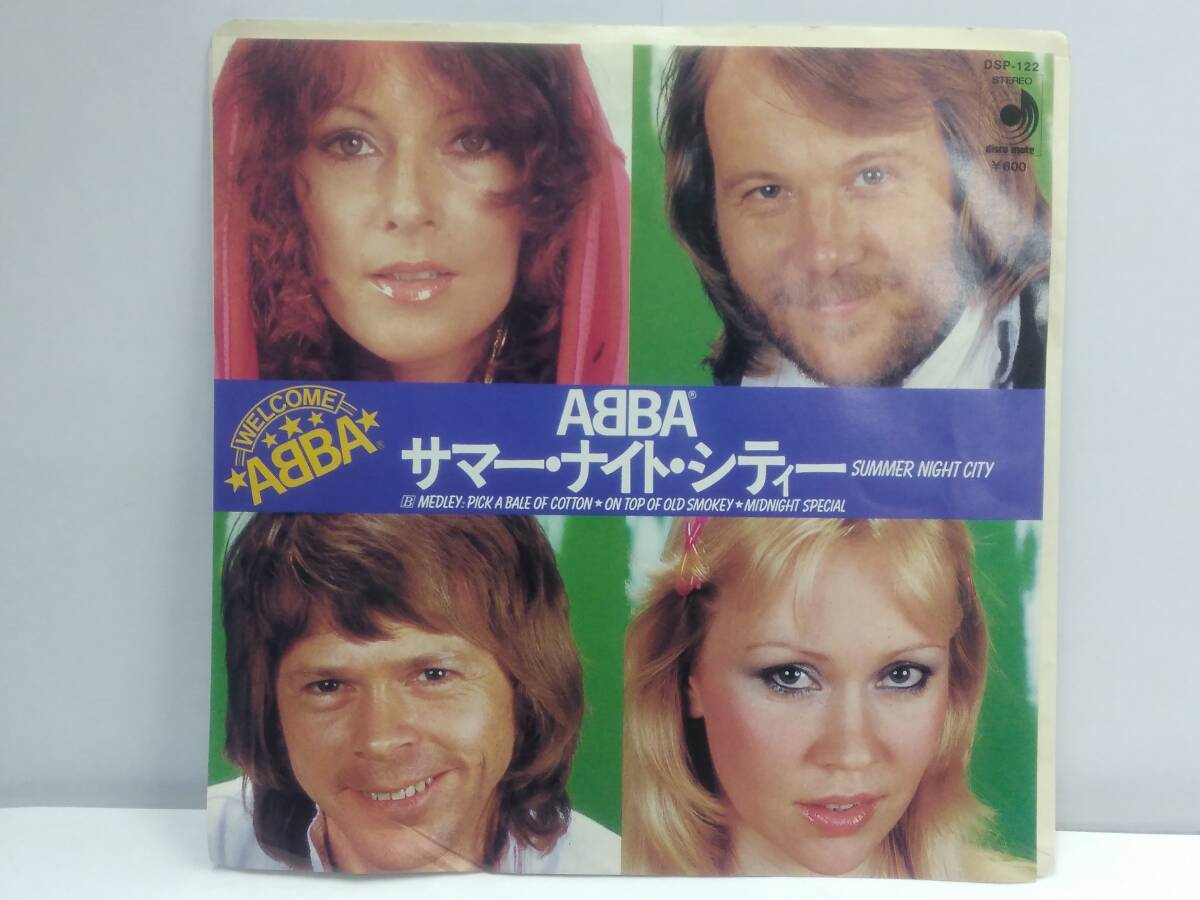 DSP-122
STEREO
disco mate
¥600
WELCOME
ABBA®
ABBA®
サマー・ナイト・シティー SUMMER NIGHT CITY
B MEDLEY: PICK A BALE OF COTTON★ON TOP OF OLD SMOKEY★MIDNIGHT SPECIAL